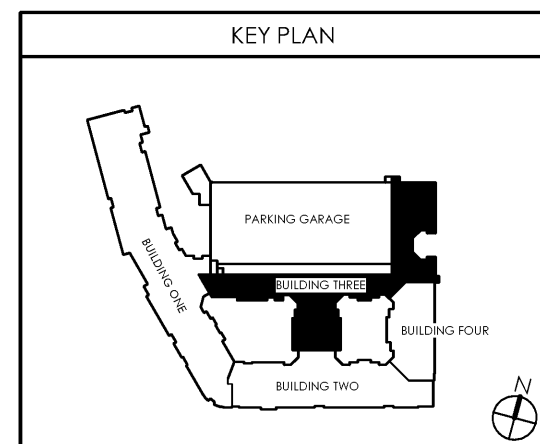 KEY PLAN
PARKING GARAGE
BUILDING ONE
BUILDING THREE
BUILDING FOUR
BUILDING TWO
N